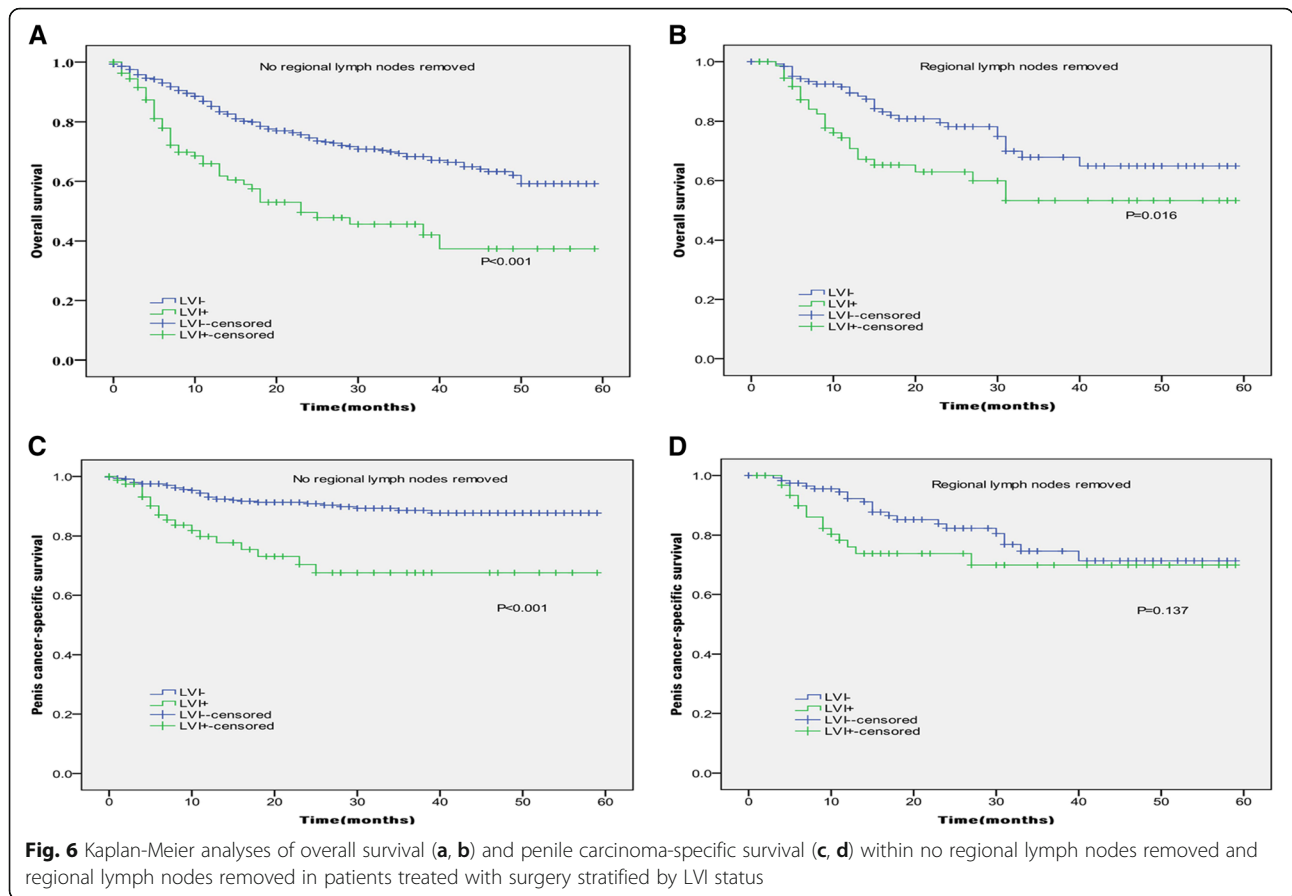 A
No regional lymph nodes removed
Overall survival
1.0
0.8
0.6
0.4
0.2
0.0
P<0.001
LVI-
LVI+
LVI--censored
LVI+-censored
0 10 20 30 40 50 60
Time(months)
B
Regional lymph nodes removed
Overall survival
1.0
0.8
0.6
0.4
0.2
0.0
P=0.016
LVI-
LVI+
LVI--censored
LVI+-censored
0 10 20 30 40 50 60
Time(months)
C
No regional lymph nodes removed
Penis cancer-specific survival
1.0
0.8
0.6
0.4
0.2
0.0
P<0.001
LVI-
LVI+
LVI--censored
LVI+-censored
0 10 20 30 40 50 60
Time(months)
D
Regional lymph nodes removed
Penis cancer-specific survival
1.0
0.8
0.6
0.4
0.2
0.0
P=0.137
LVI-
LVI+
LVI--censored
LVI+-censored
0 10 20 30 40 50 60
Time(months)
Fig. 6 Kaplan-Meier analyses of overall survival (a, b) and penile carcinoma-specific survival (c, d) within no regional lymph nodes removed and
regional lymph nodes removed in patients treated with surgery stratified by LVI status